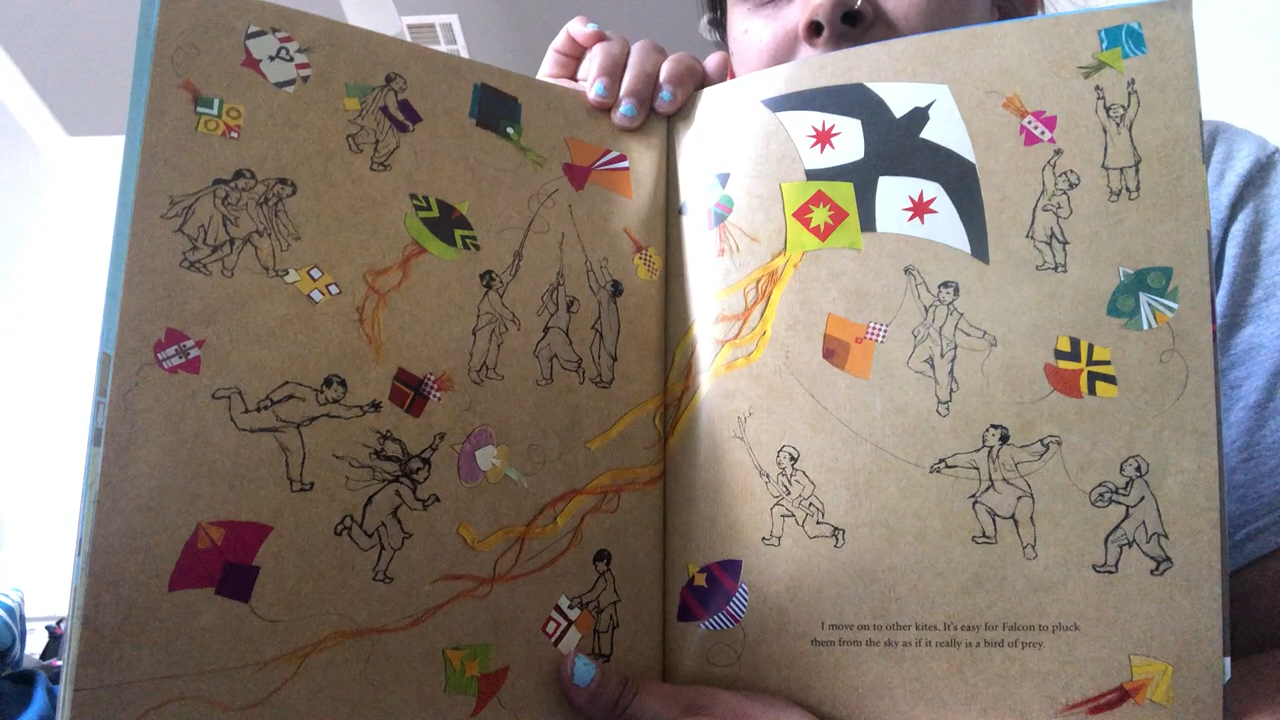 I move on to other kites. It's easy for Falcon to pluck
them from the sky as if it really is a bird of prey.